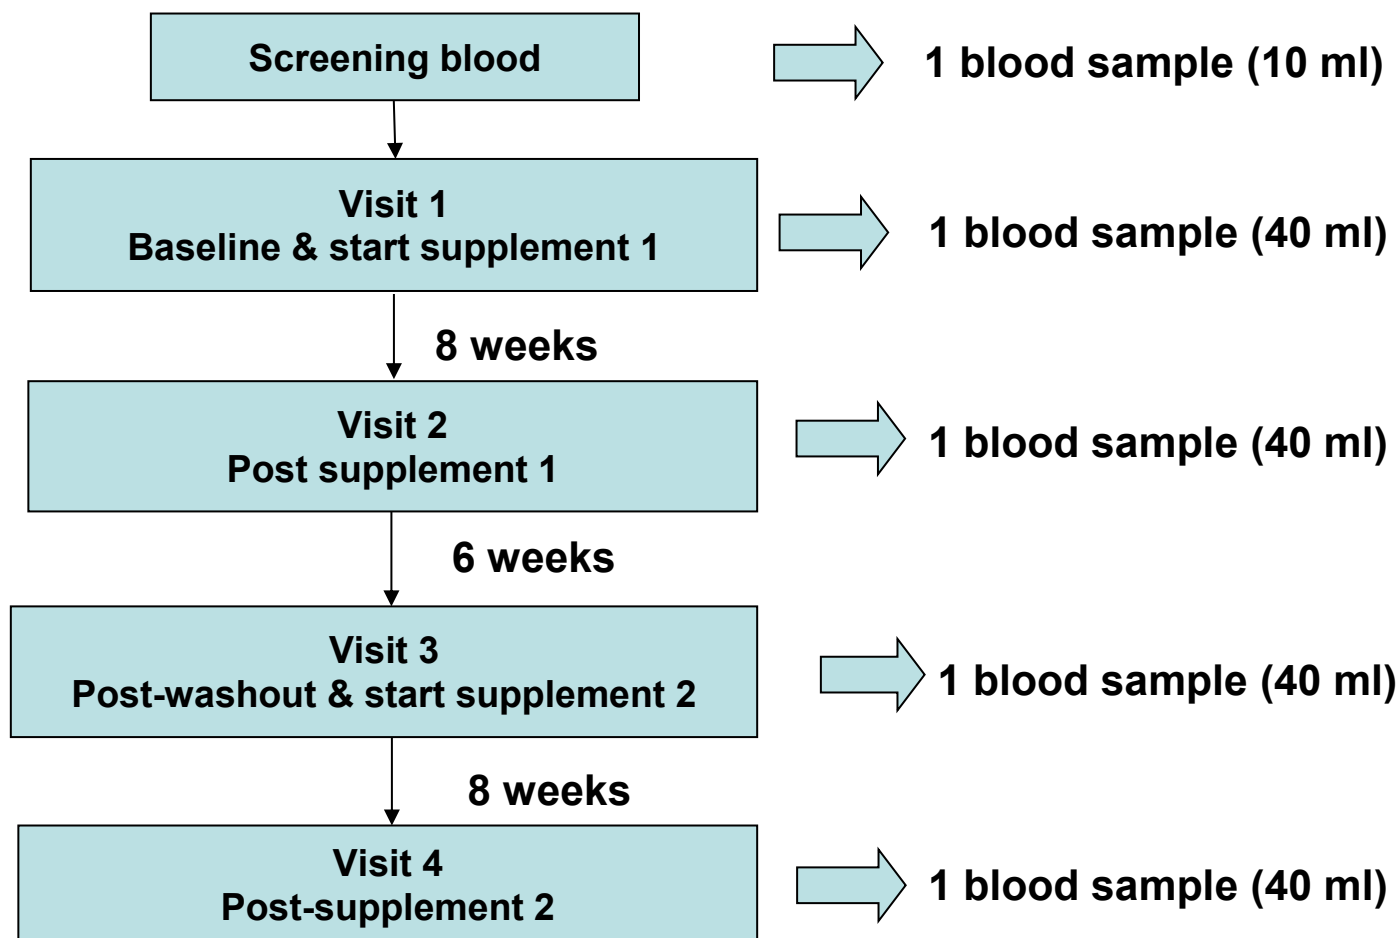 Screening blood
1 blood sample (10 ml)
Visit 1
Baseline & start supplement 1
1 blood sample (40 ml)
8 weeks
Visit 2
Post supplement 1
1 blood sample (40 ml)
6 weeks
Visit 3
Post-washout & start supplement 2
1 blood sample (40 ml)
8 weeks
Visit 4
Post-supplement 2
1 blood sample (40 ml)